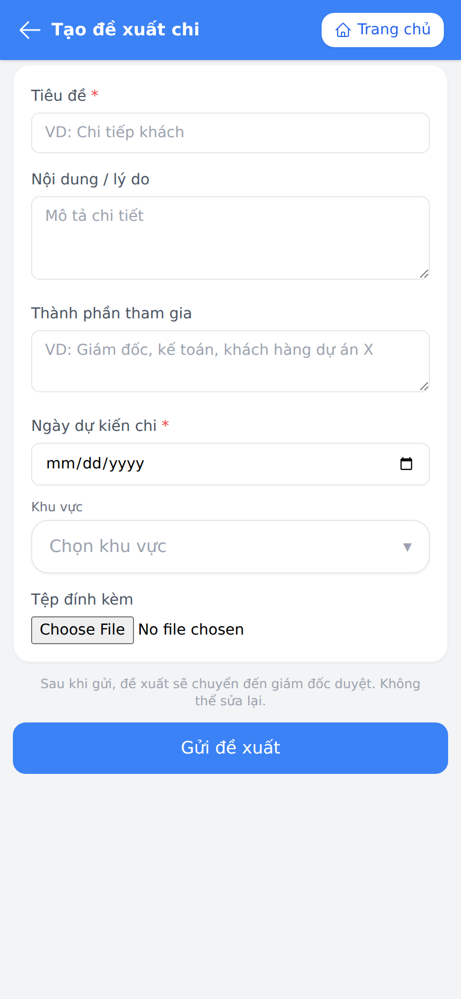 Tạo đề xuất chi
Trang chủ
Tiêu đề *
VD: Chi tiếp khách
Nội dung / lý do
Mô tả chi tiết
Thành phần tham gia
VD: Giám đốc, kế toán, khách hàng dự án X
Ngày dự kiến chi *
mm/dd/yyyy
Khu vực
Chọn khu vực
Tệp đính kèm
Choose File No file chosen
Sau khi gửi, đề xuất sẽ chuyển đến giám đốc duyệt. Không
thể sửa lại.
Gửi đề xuất